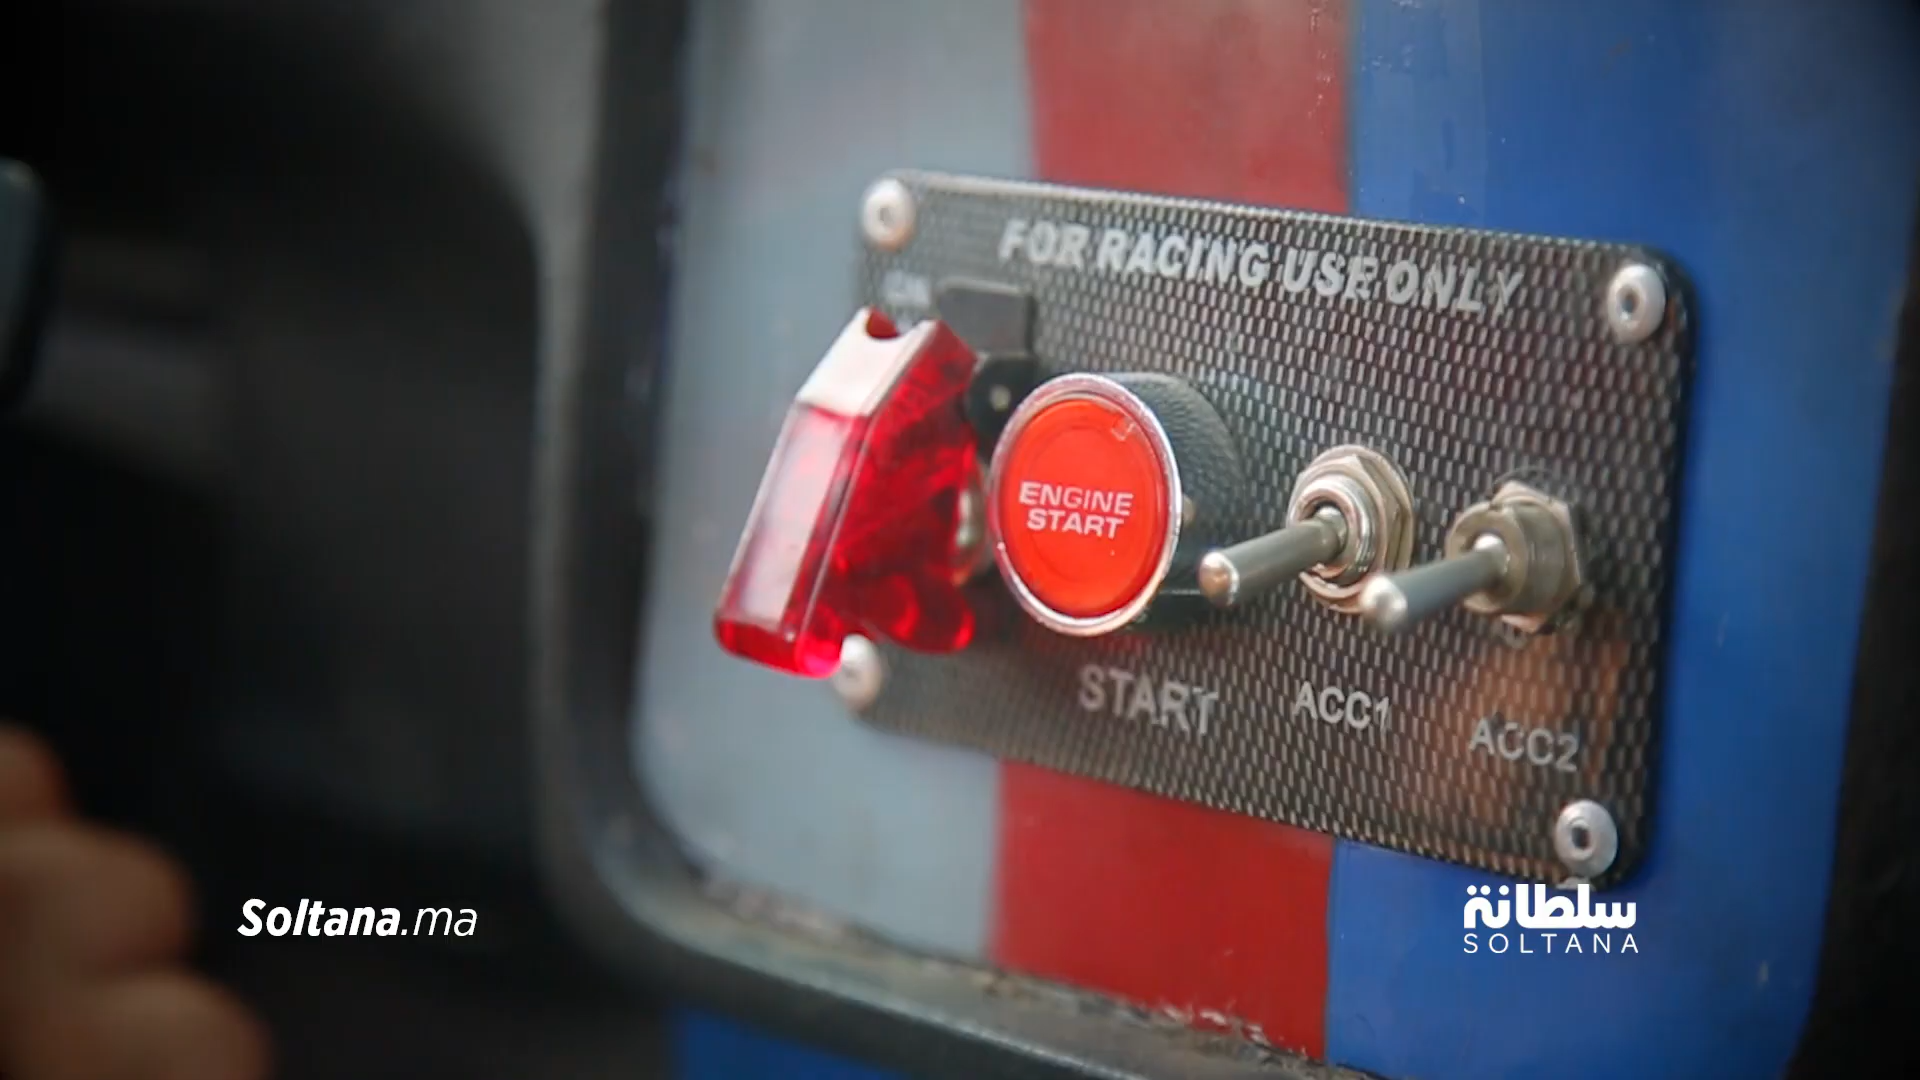 FOR RACING USE ONLY
ENGINE
START
START
ACC1
ACC2
Soltana.ma
سلطانة
SOLTANA